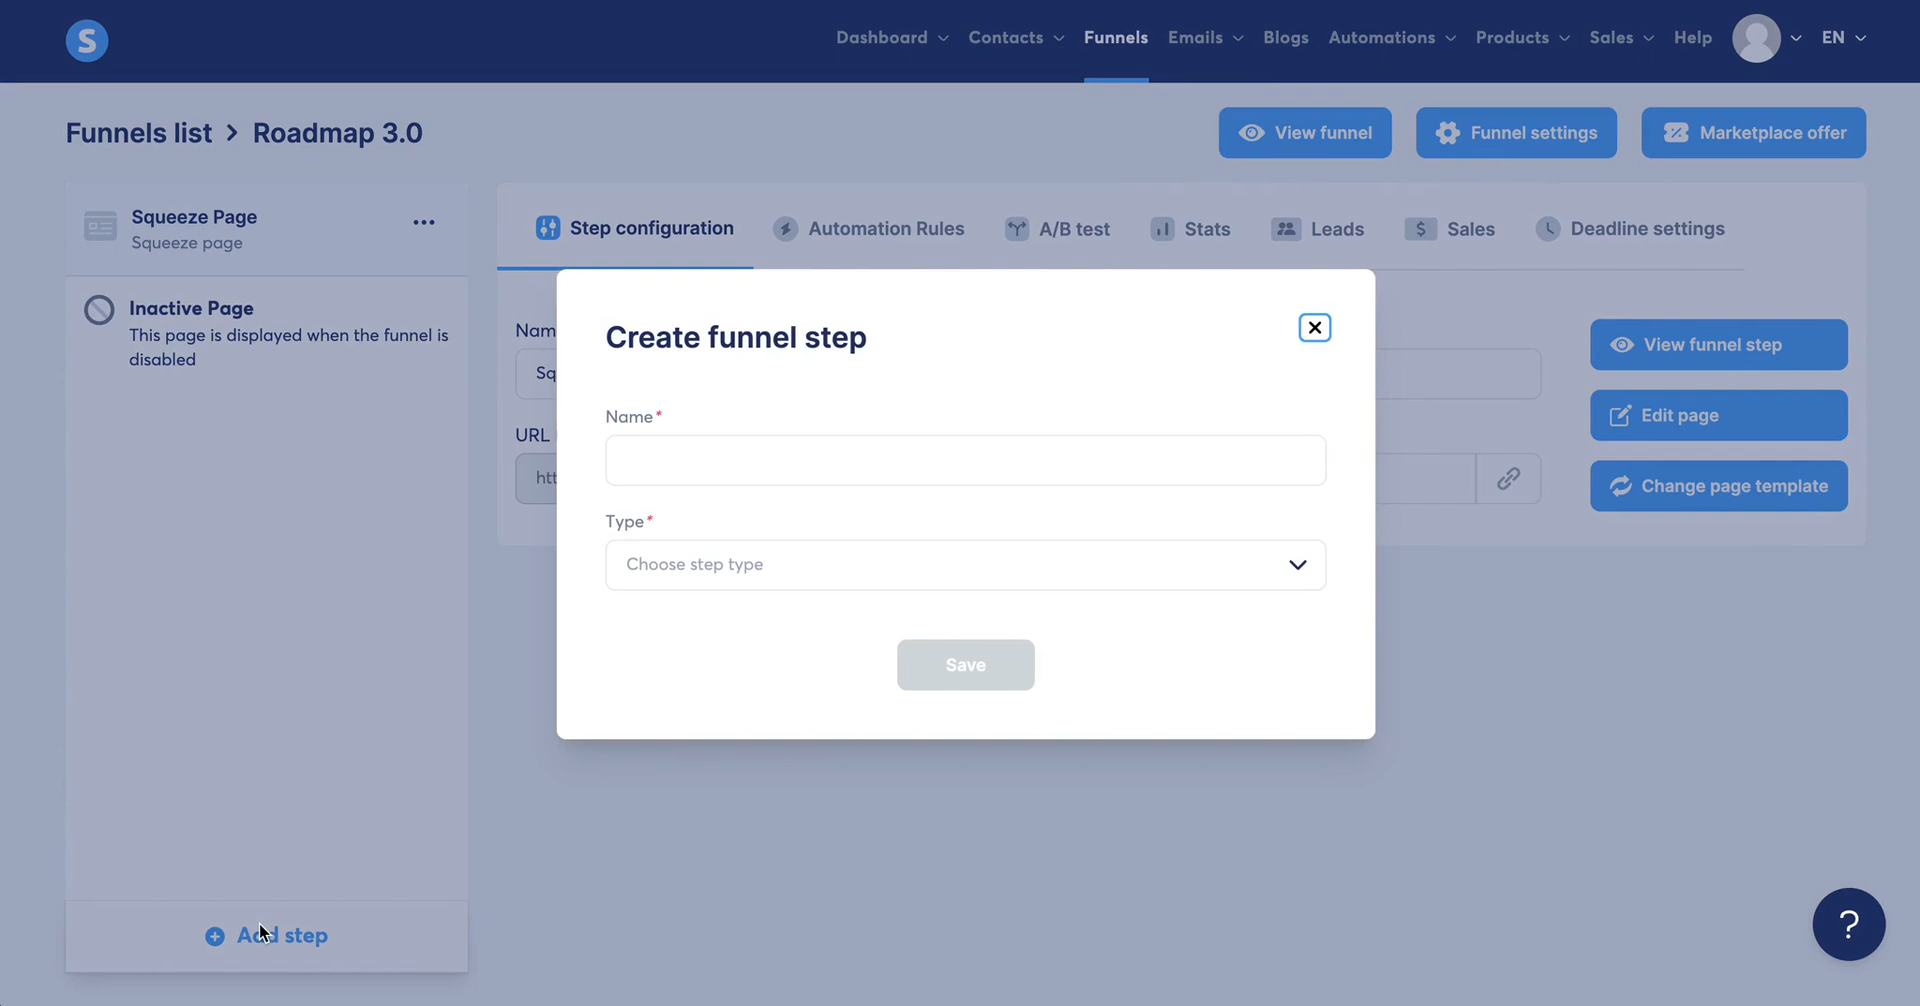 S
Dashboard
Contacts
Funnels
Emails
Blogs
Automations
Products
Sales
Help
EN
Funnels list > Roadmap 3.0
View funnel
Funnel settings
Marketplace offer
Squeeze Page
Squeeze page
Inactive Page
This page is displayed when the funnel is
disabled
Add step
Step configuration
Automation Rules
A/B test
Stats
Leads
Sales
Deadline settings
Nam
Sq
URL
htt
View funnel step
Edit page
Change page template
Create funnel step
Name*
Type*
Choose step type
Save
?